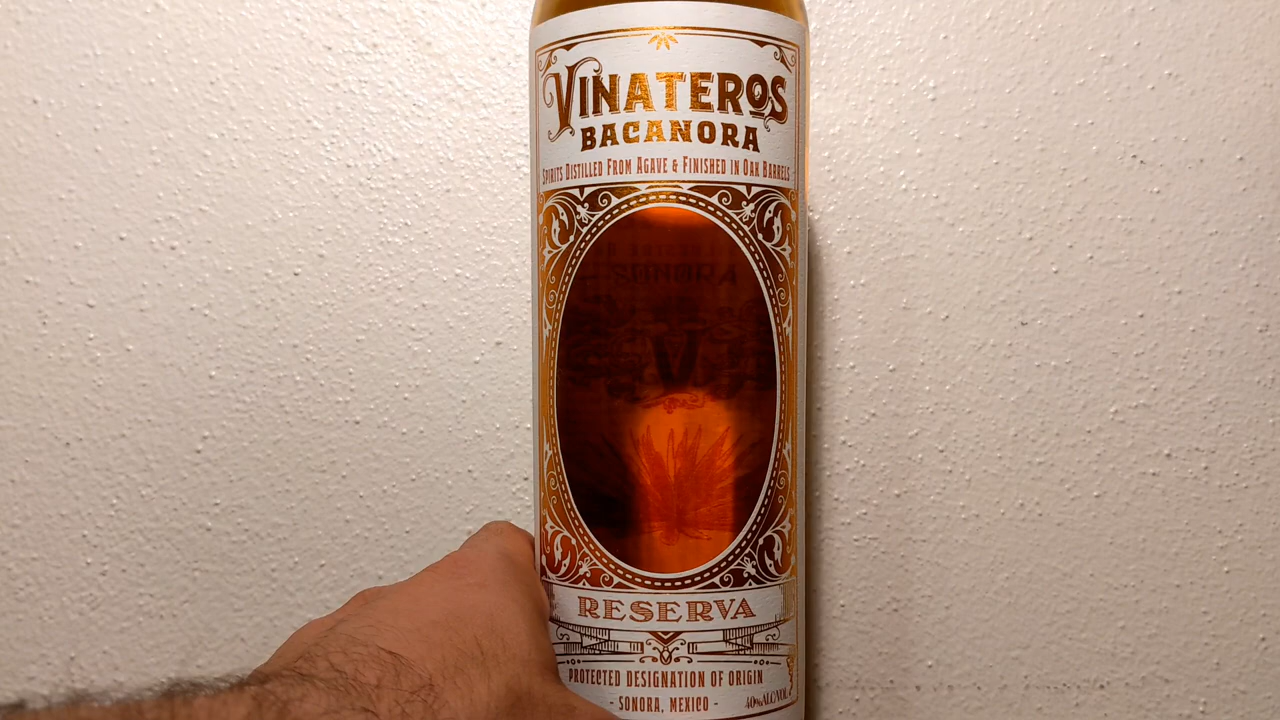 VINATEROS
BACANORA
SPIRITS DISTILLED FROM AGAVE & FINISHED IN OAK BARRELS
SONORA
V
RESERVA
PROTECTED DESIGNATION OF ORIGIN
- SONORA, MEXICO -
40% ALC/VOL